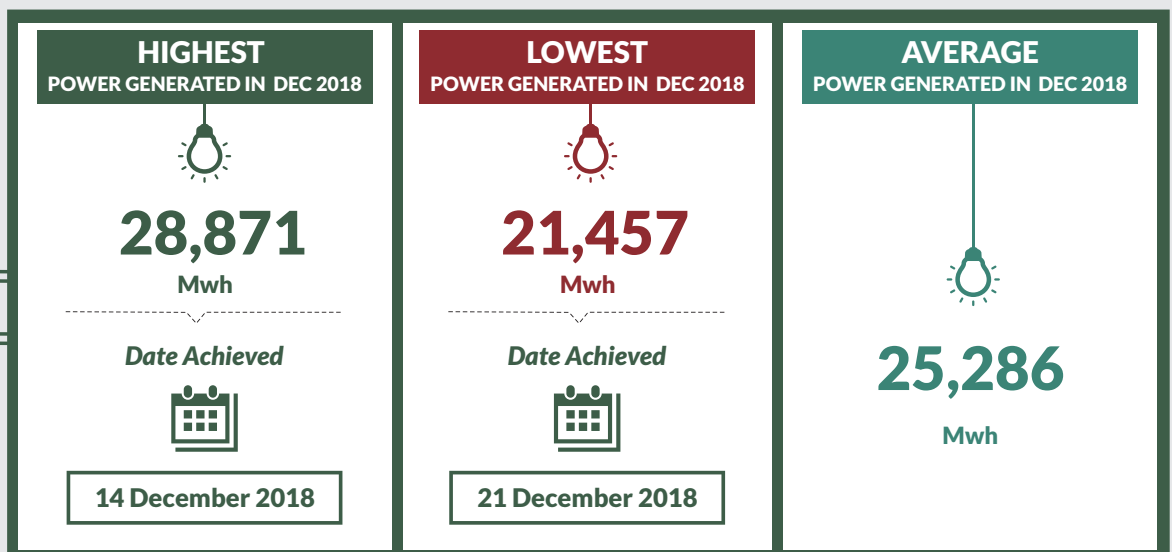 HIGHEST
POWER GENERATED IN DEC 2018
28,871
Mwh
Date Achieved
14 December 2018
LOWEST
POWER GENERATED IN DEC 2018
21,457
Mwh
Date Achieved
21 December 2018
AVERAGE
POWER GENERATED IN DEC 2018
25,286
Mwh